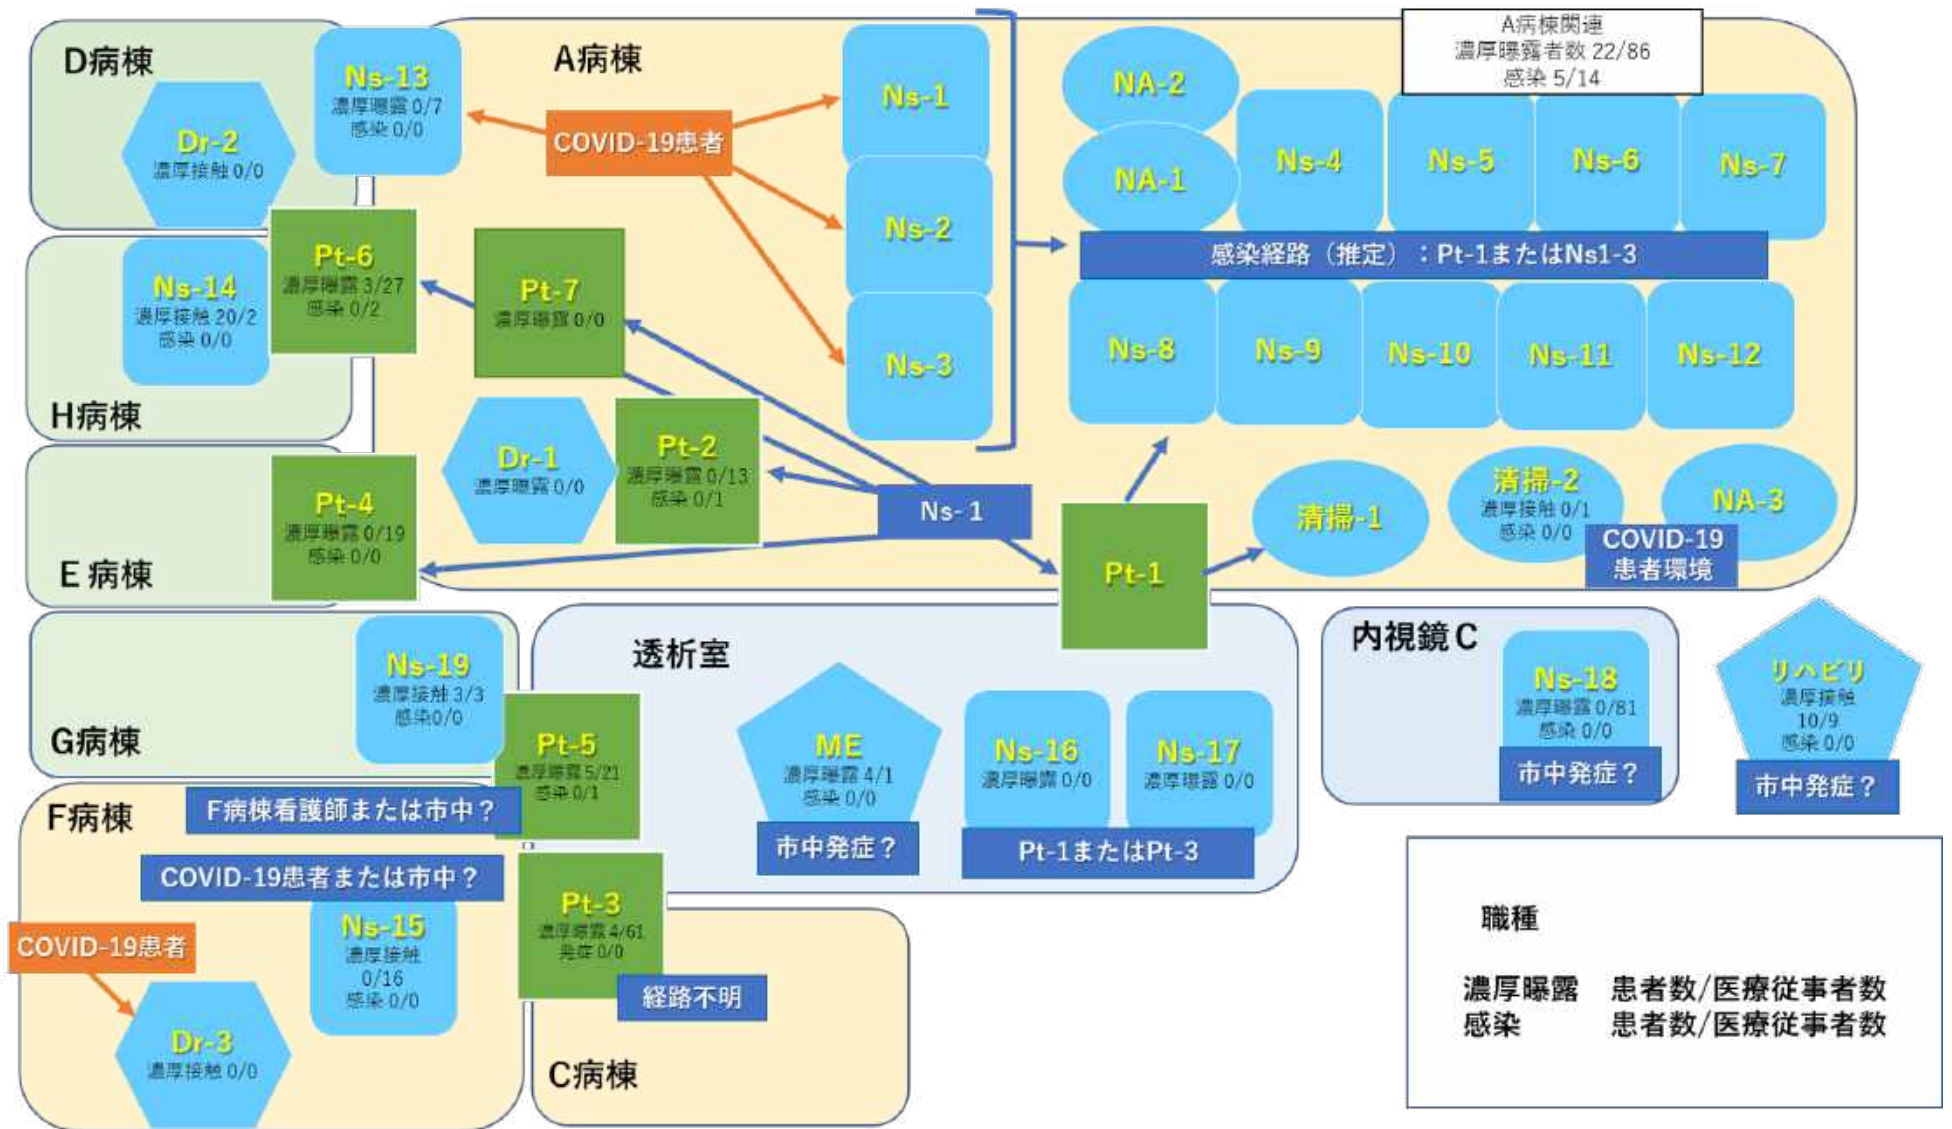 D病棟
Dr-2
濃厚接触 0/0
Ns-13
濃厚曝露 0/7
感染 0/0
A病棟
COVID-19患者
Ns-1
Ns-2
Ns-3
A病棟関連
濃厚曝露者数 22/86
感染 5/14
NA-2
NA-1
Ns-4
Ns-5
Ns-6
Ns-7
感染経路（推定）：Pt-1またはNs1-3
Ns-8
Ns-9
Ns-10
Ns-11
Ns-12
H病棟
Ns-14
濃厚接触 20/2
感染 0/0
Pt-6
濃厚曝露 3/27
感染 0/2
Pt-7
濃厚曝露 0/0
Dr-1
濃厚曝露 0/0
Pt-2
濃厚曝露 0/13
感染 0/1
Ns- 1
Pt-1
清掃-1
清掃-2
濃厚接触 0/1
感染 0/0
NA-3
COVID-19
患者環境
E病棟
Pt-4
濃厚曝露 0/19
感染 0/0
G病棟
Ns-19
濃厚接触 3/3
感染0/0
Pt-5
濃厚曝露 5/21
感染 0/1
F病棟看護師または市中？
透析室
ME
濃厚曝露 4/1
感染 0/0
市中発症？
Ns-16
濃厚曝露 0/0
Ns-17
濃厚曝露 0/0
Pt-1またはPt-3
内視鏡C
Ns-18
濃厚曝露 0/81
感染 0/0
市中発症？
リハビリ
濃厚接触
10/9
感染 0/0
市中発症？
F病棟
COVID-19患者または市中？
Ns-15
濃厚接触
0/16
感染 0/0
COVID-19患者
Dr-3
濃厚接触 0/0
Pt-3
濃厚曝露 4/61
発症 0/0
経路不明
C病棟
職種
濃厚曝露　患者数/医療従事者数
感染　患者数/医療従事者数